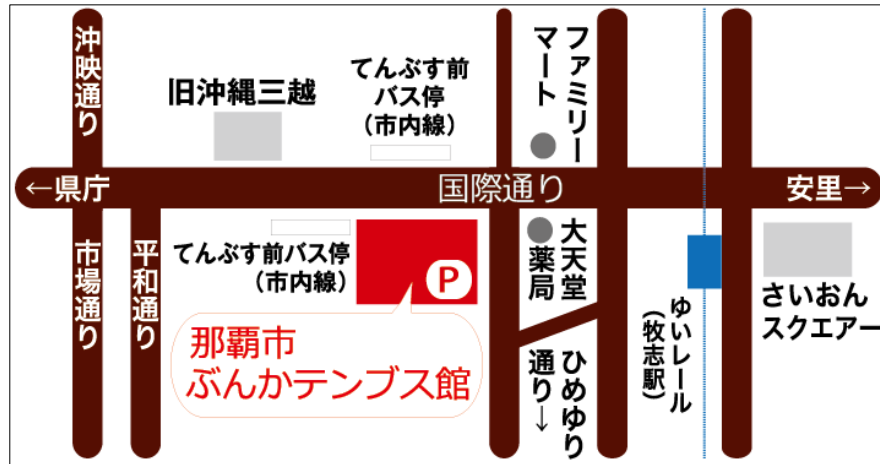 沖映通り
旧沖縄三越
てんぶす前
バス停
（市内線）
ファミリー
マート
←県庁
国際通り
安里→
市場通り
平和通り
てんぶす前バス停
（市内線）
P
大天堂
薬局
さいおん
スクエアー
ゆいレール
（牧志駅）
那覇市
ぶんかテンブス館
ひめゆり
通り→